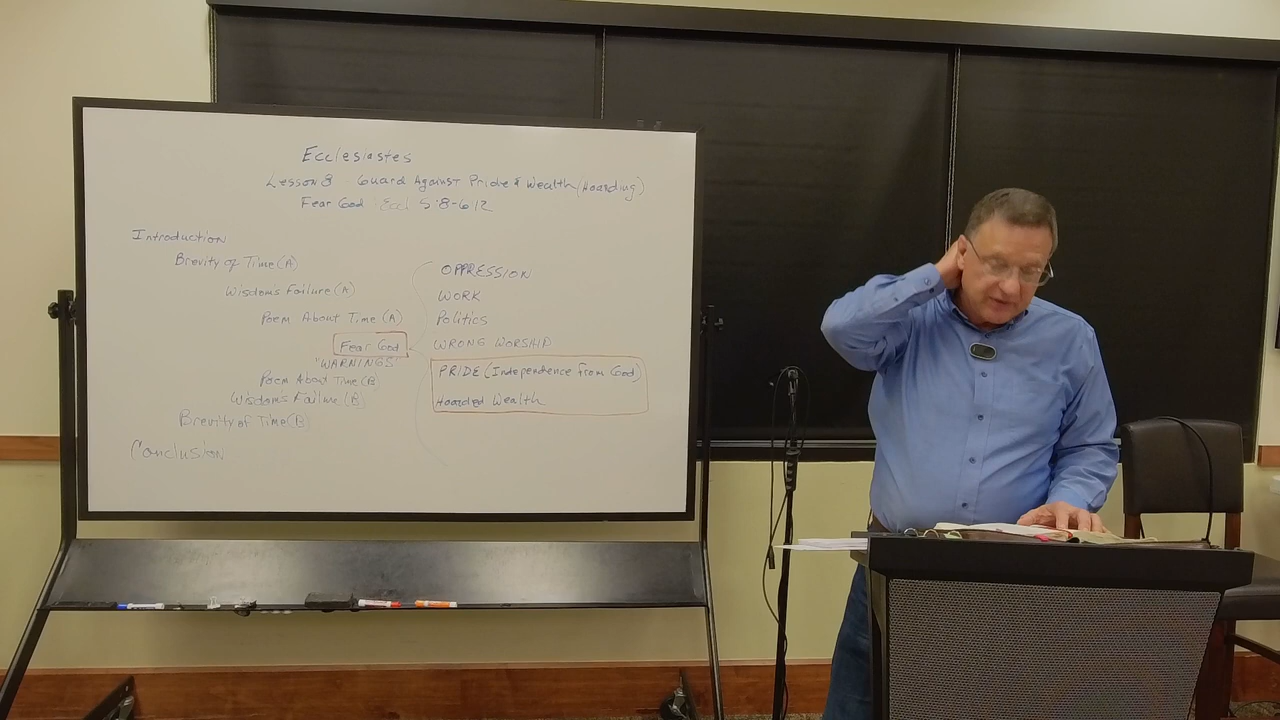 Ecclesiastes
Lesson 8 Guard Against Pride & Wealth (Hoarding)
Fear God Eccl 5:8-6:12
Introduction
Brevity of Time (A)
Wisdom's Failure (A)
Poem About Time (A)
Fear God
"WARNINGS"
Poem About Time (B
Wisdoms Failure (B)
Brevity of Time (B)
Conclusion
OPPRESSION
WORK
Politics
WRONG WORSHIP
PRIDE (Independence from God)
Hoarded Wealth